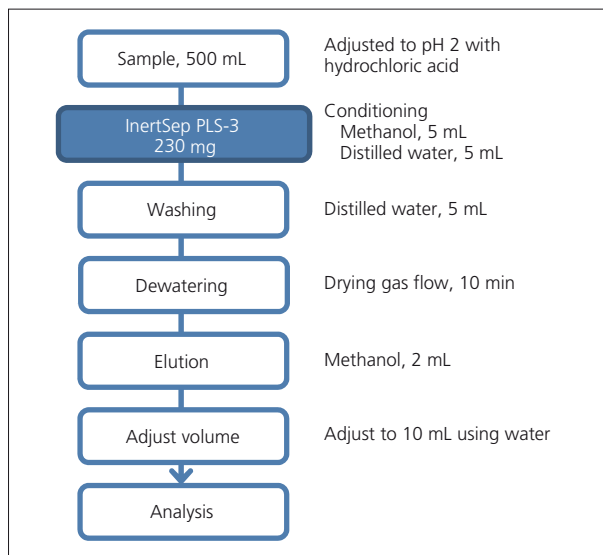 Sample, 500 mL
Adjusted to pH 2 with
hydrochloric acid
InertSep PLS-3
230 mg
Conditioning
Methanol, 5 mL
Distilled water, 5 mL
Washing
Distilled water, 5 mL
Dewatering
Drying gas flow, 10 min
Elution
Methanol, 2 mL
Adjust volume
Adjust to 10 mL using water
Analysis